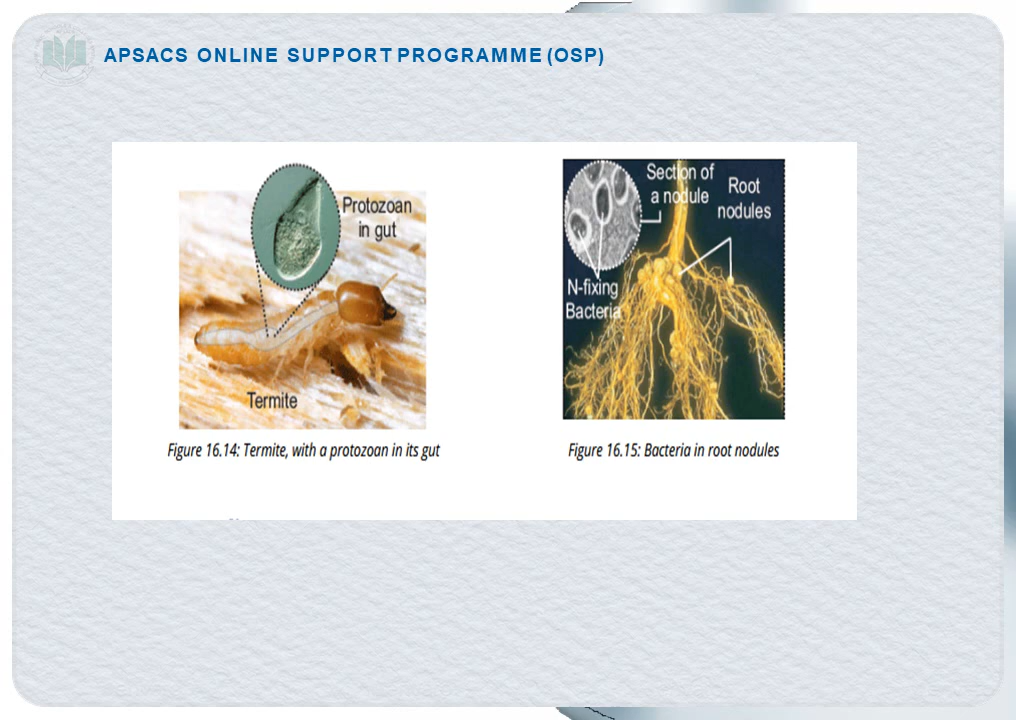 APSACS ONLINE SUPPORT PROGRAMME (OSP)
Protozoan
in gut
Termite
Figure 16.14: Termite, with a protozoan in its gut
Section of
a nodule
Root
nodules
N-fixing
Bacteria
Figure 16.15: Bacteria in root nodules